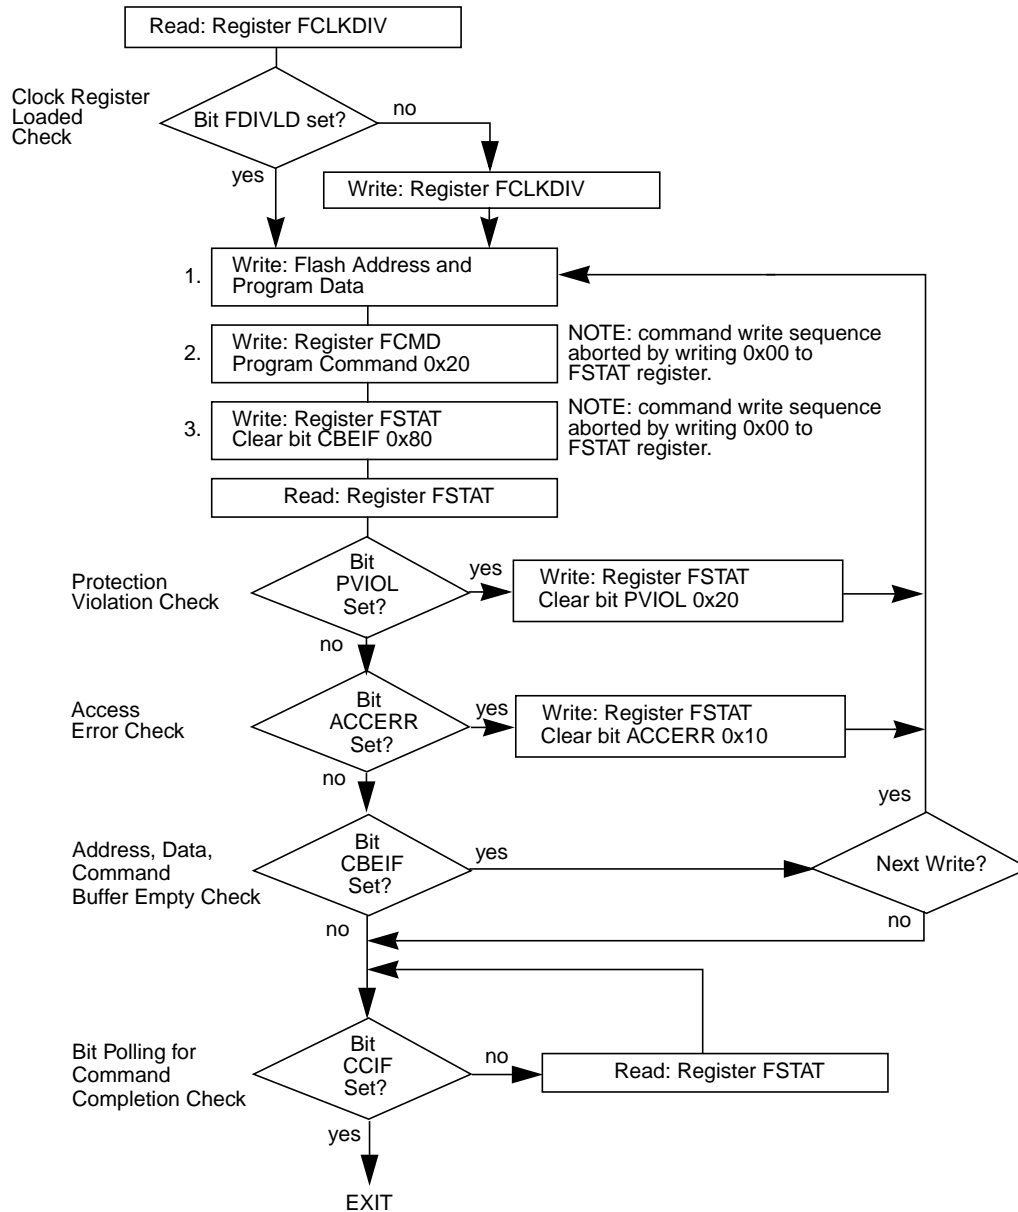 Read: Register FCLKDIV
Clock Register
Loaded
Check
Bit FDIVLD set?
no
yes
Write: Register FCLKDIV
1.
Write: Flash Address and
Program Data
2.
Write: Register FCMD
Program Command 0x20
NOTE: command write sequence
aborted by writing 0x00 to
FSTAT register.
3.
Write: Register FSTAT
Clear bit CBEIF 0x80
NOTE: command write sequence
aborted by writing 0x00 to
FSTAT register.
Read: Register FSTAT
Protection
Violation Check
Bit
PVIOL
Set?
yes
Write: Register FSTAT
Clear bit PVIOL 0x20
no
Access
Error Check
Bit
ACCERR
Set?
yes
Write: Register FSTAT
Clear bit ACCERR 0x10
no
yes
Address, Data,
Command
Buffer Empty Check
Bit
CBEIF
Set?
yes
Next Write?
no
no
Bit Polling for
Command
Completion Check
Bit
CCIF
Set?
no
Read: Register FSTAT
yes
EXIT